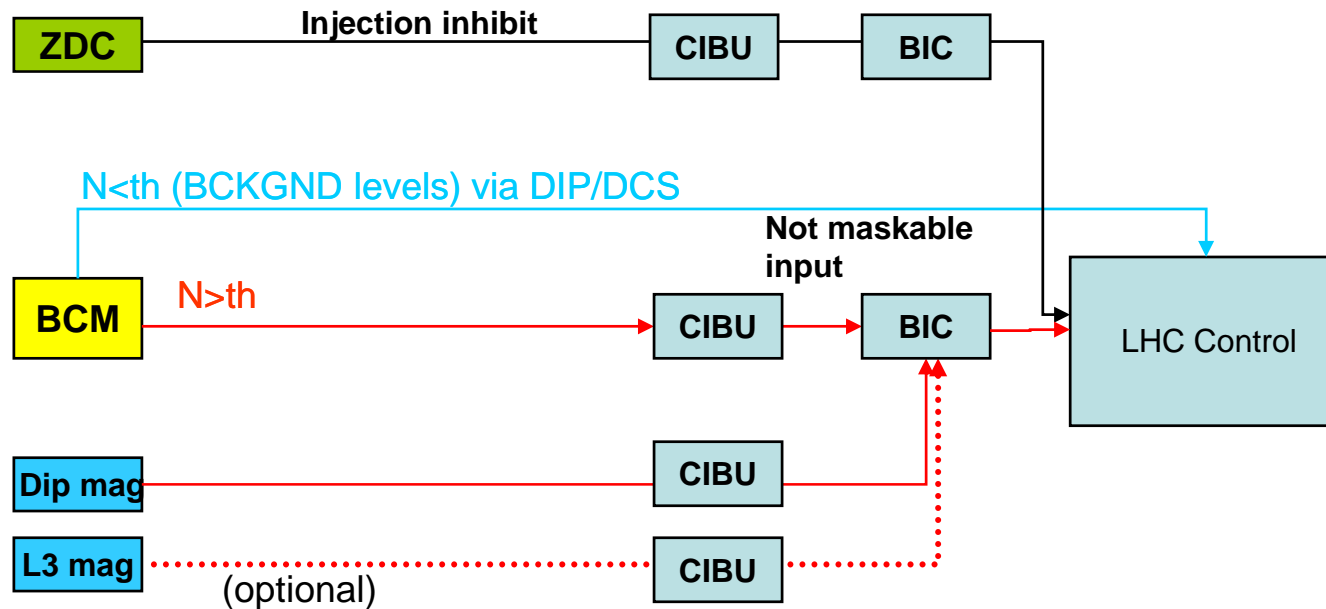 Injection inhibit
ZDC
CIBU
BIC
N<th (BCKGND levels) via DIP/DCS
Not maskable
input
N>th
BCM
CIBU
BIC
LHC Control
Dip mag
CIBU
L3 mag
CIBU
(optional)